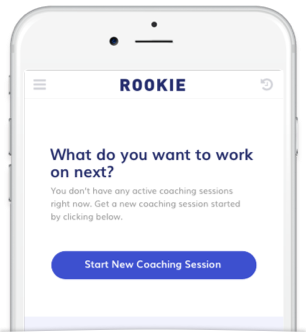 ROOKIE
What do you want to work
on next?
You don't have any active coaching sessions
right now. Get a new coaching session started
by clicking below.
Start New Coaching Session